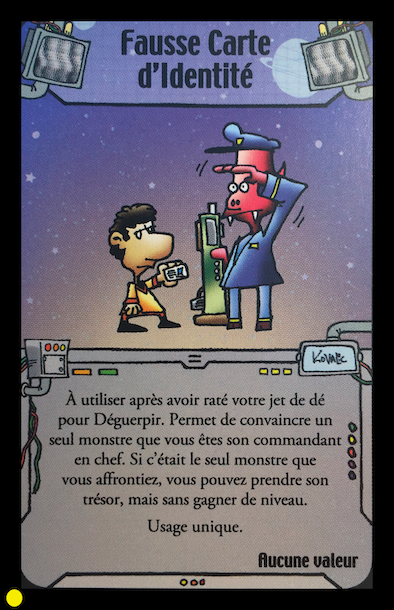 Fausse Carte
d'Identité
KOVALIC
À utiliser après avoir raté votre jet de dé
pour Déguerpir. Permet de convaincre un
seul monstre que vous êtes son commandant
en chef. Si c'était le seul monstre que
vous affrontiez, vous pouvez prendre son
trésor, mais sans gagner de niveau.
Usage unique.
Aucune valeur